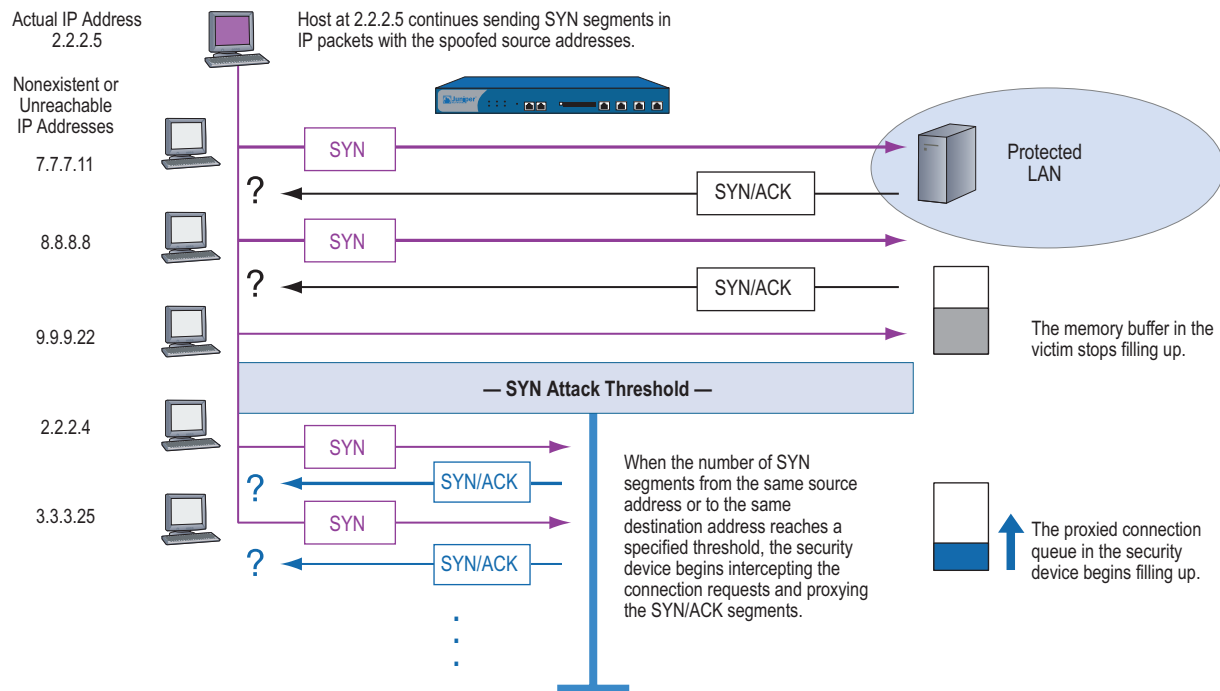 Actual IP Address
2.2.2.5
Host at 2.2.2.5 continues sending SYN segments in
IP packets with the spoofed source addresses.
Nonexistent or
Unreachable
IP Addresses
Juniper
7.7.7.11
SYN
Protected
LAN
?
SYN/ACK
8.8.8.8
SYN
?
SYN/ACK
9.9.9.22
The memory buffer in the
victim stops filling up.
— SYN Attack Threshold —
2.2.2.4
SYN
?
SYN/ACK
3.3.3.25
SYN
?
SYN/ACK
When the number of SYN
segments from the same source
address or to the same
destination address reaches a
specified threshold, the security
device begins intercepting the
connection requests and proxying
the SYN/ACK segments.
The proxied connection
queue in the security
device begins filling up.